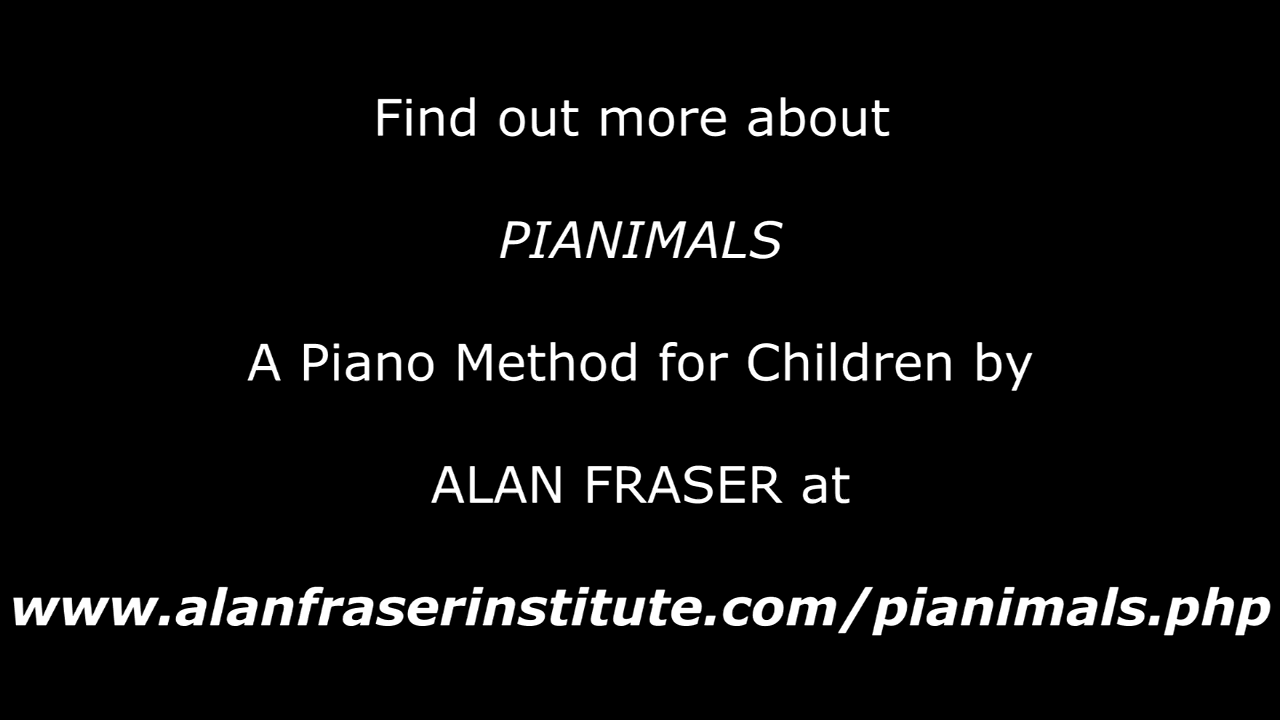 Find out more about
PIANIMALS
A Piano Method for Children by
ALAN FRASER at
www.alanfraserinstitute.com/pianimals.php